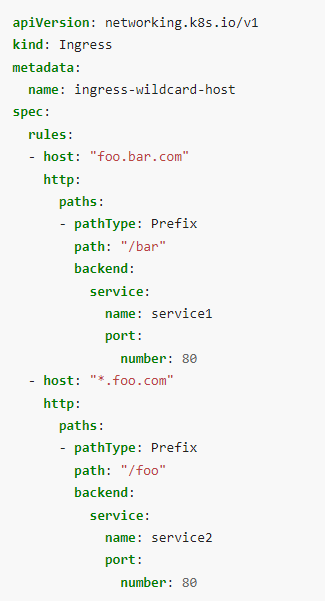 apiVersion: networking.k8s.io/v1
kind: Ingress
metadata:
  name: ingress-wildcard-host
spec:
  rules:
  - host: "foo.bar.com"
    http:
      paths:
      - pathType: Prefix
        path: "/bar"
        backend:
          service:
            name: service1
            port:
              number: 80
  - host: "*.foo.com"
    http:
      paths:
      - pathType: Prefix
        path: "/foo"
        backend:
          service:
            name: service2
            port:
              number: 80